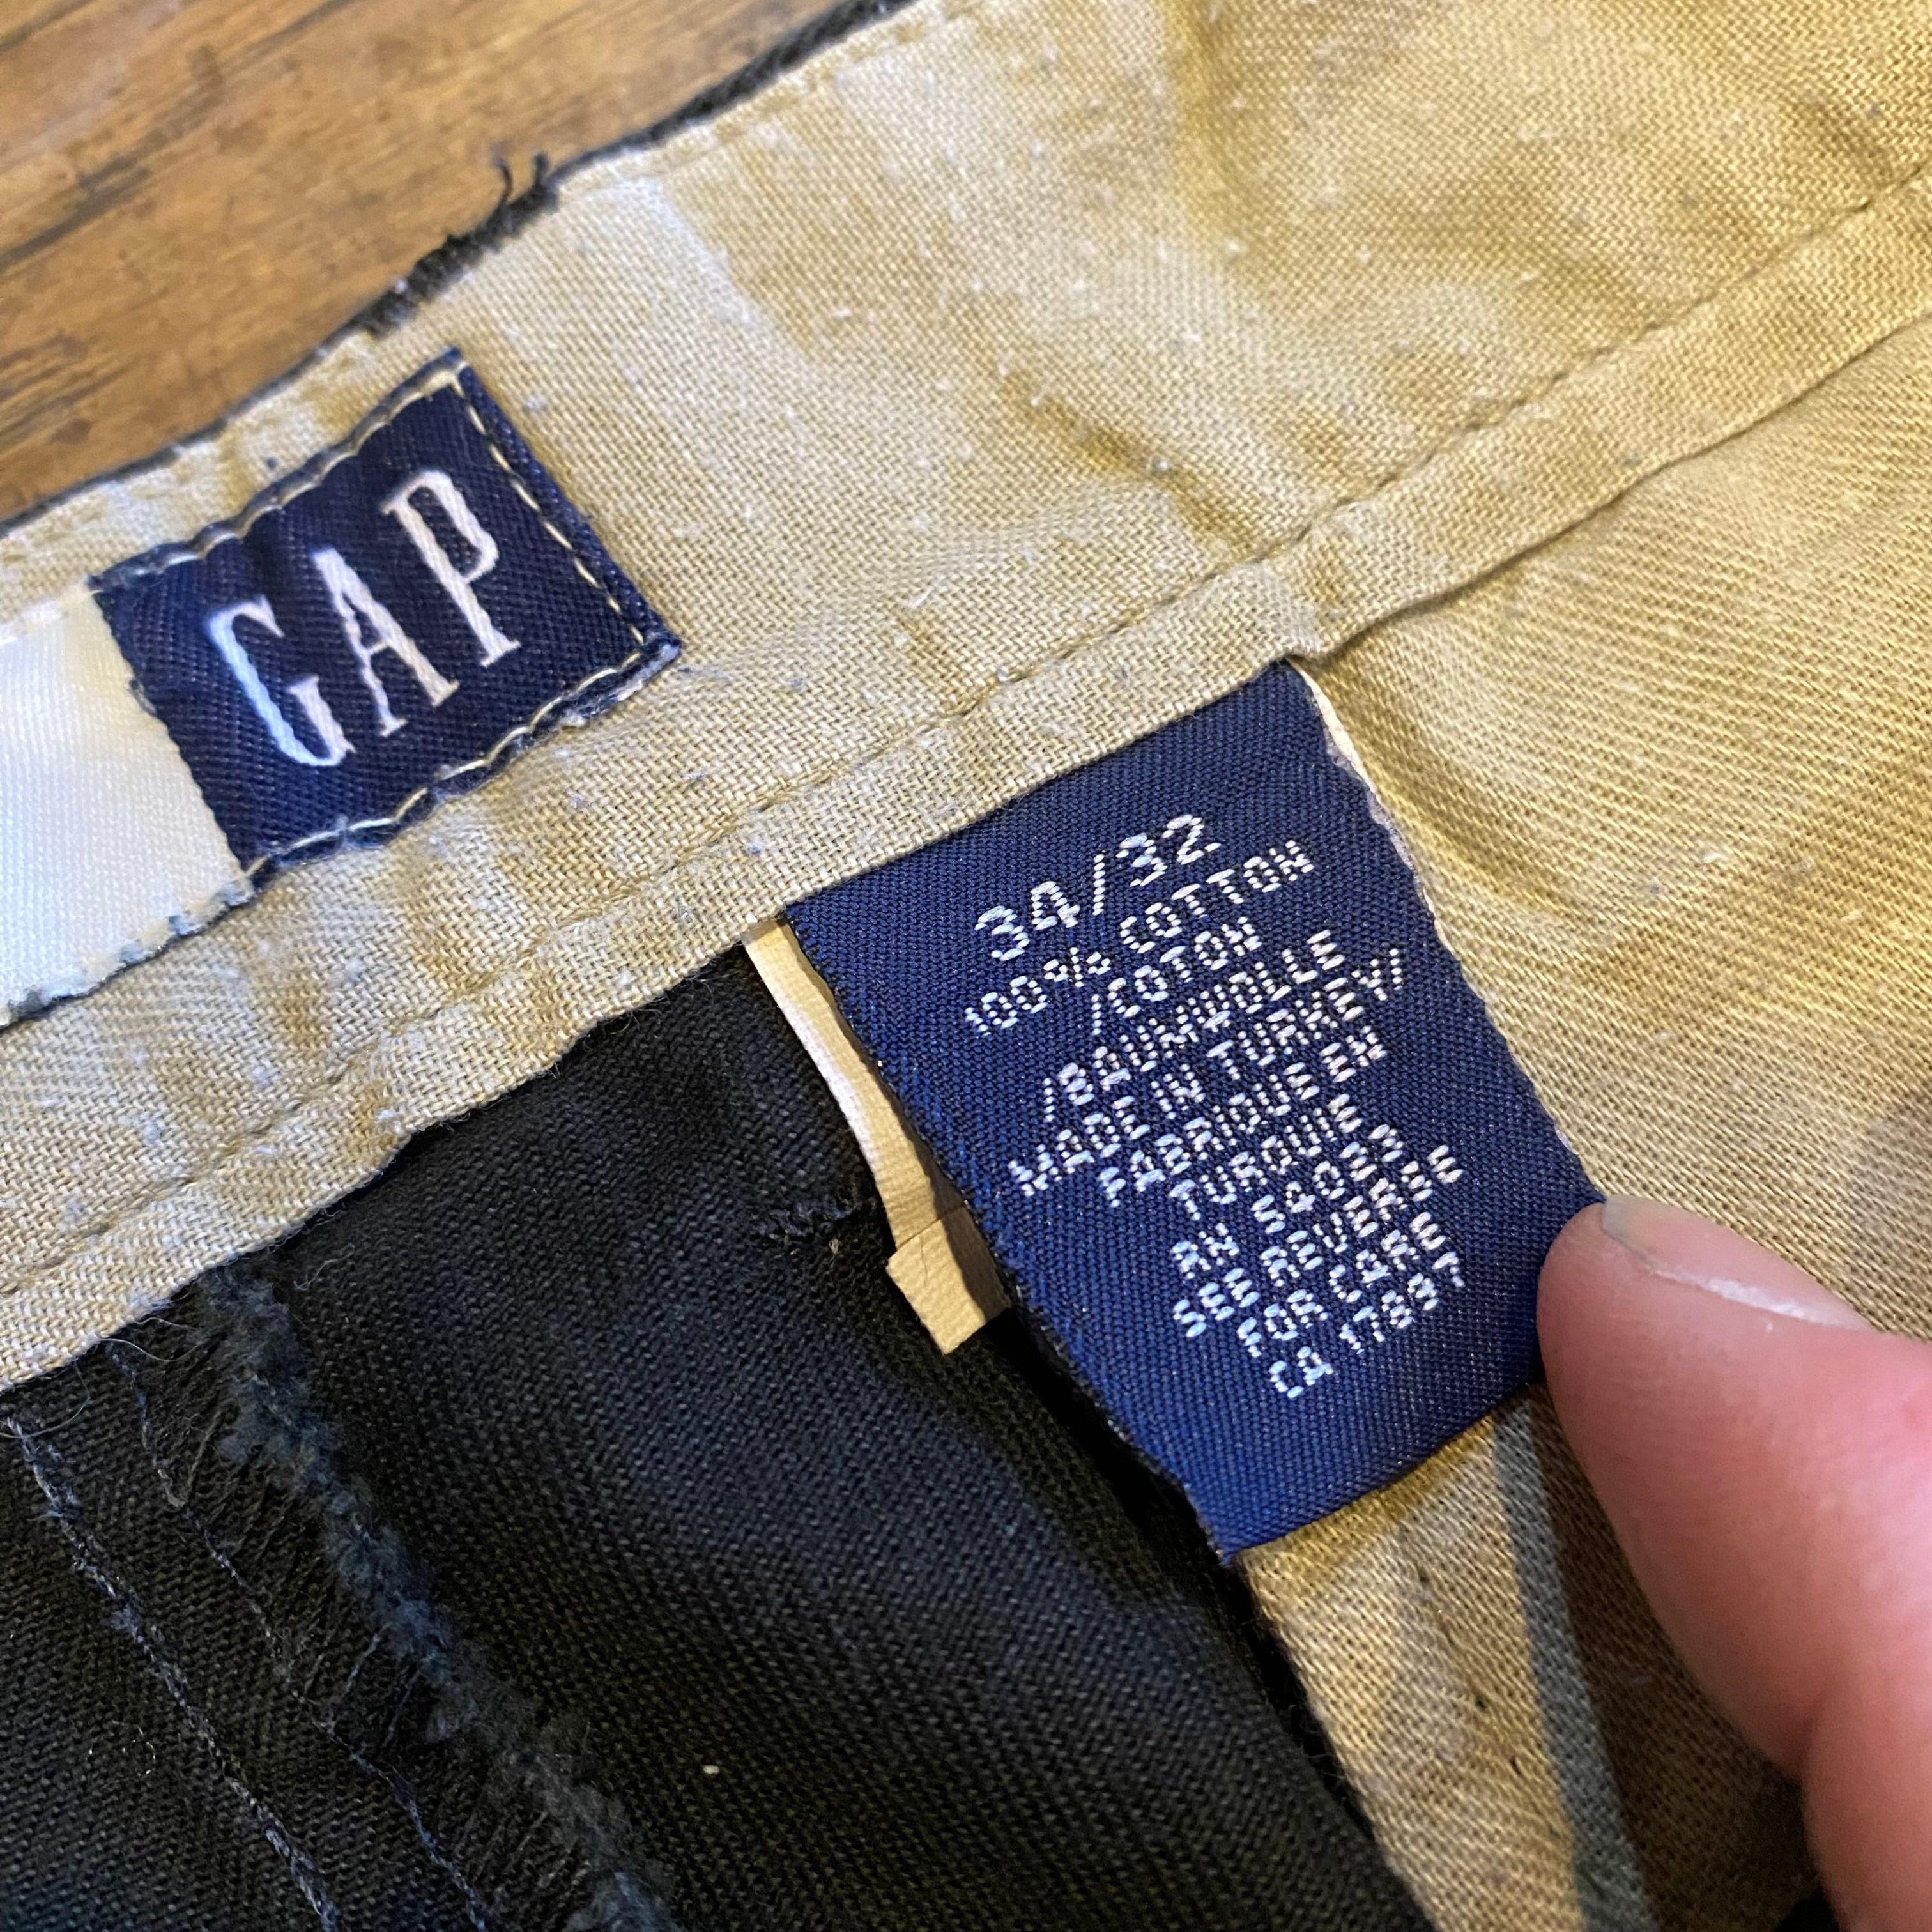 GAP
34/32
100% COTTON
/COTON
/BAUMWOLLE
MADE IN TURKEY/
FABRIQUE EN
TURQUIE
RN 54023
SEE REVERSE
FOR CARE
CA 17897